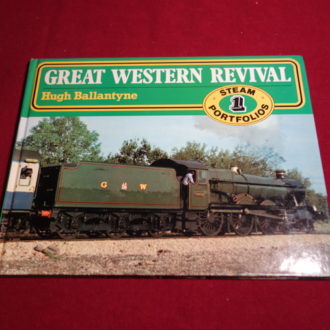 GREAT WESTERN REVIVAL
Hugh Ballantyne
STEAM
1
PORTFOLIOS
G W